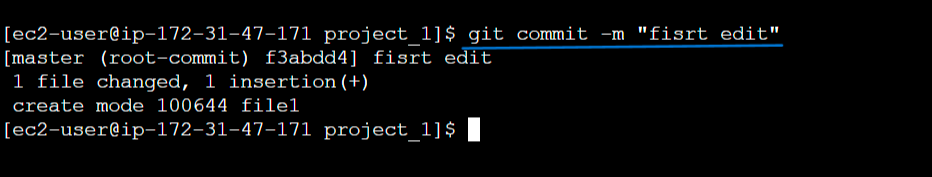 [ec2-user@ip-172-31-47-171 project_1]$ git commit -m "fisrt edit"
[master (root-commit) f3abdd4] fisrt edit
 1 file changed, 1 insertion(+)
 create mode 100644 file1
[ec2-user@ip-172-31-47-171 project_1]$